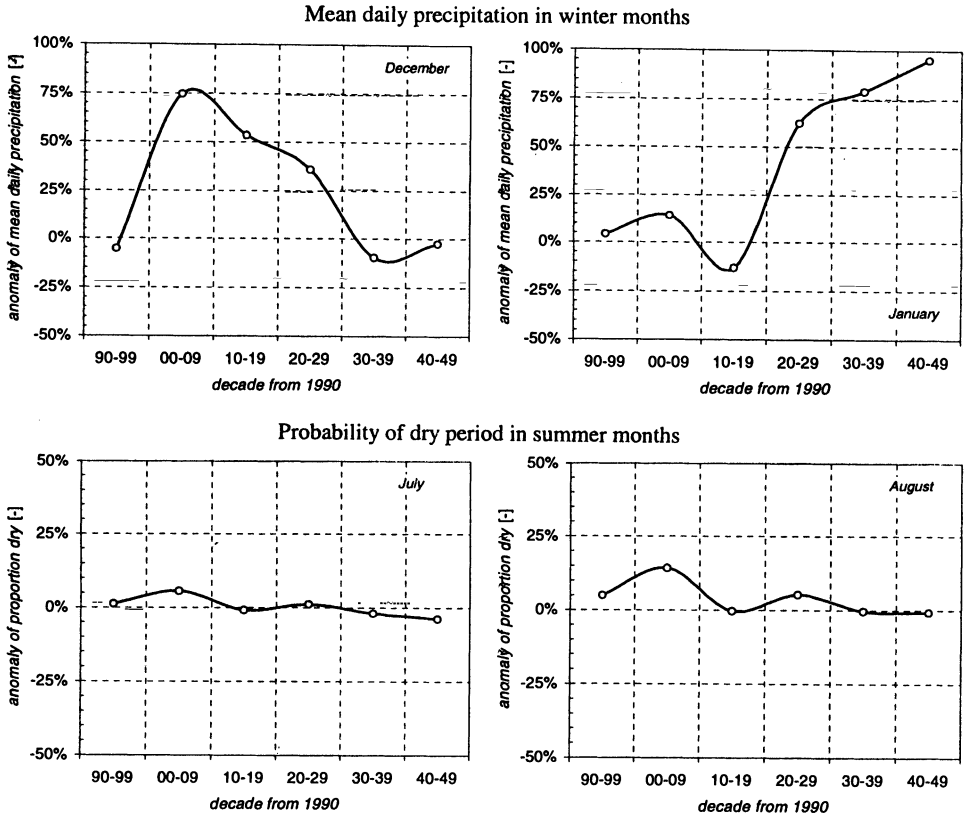 Mean daily precipitation in winter months
anomaly of mean daily precipitation [-]
100%
75%
50%
25%
0%
-25%
-50%
December
90-99 00-09 10-19 20-29 30-39 40-49
decade from 1990
anomaly of mean daily precipitation [-]
100%
75%
50%
25%
0%
-25%
-50%
January
90-99 00-09 10-19 20-29 30-39 40-49
decade from 1990
Probability of dry period in summer months
anomaly of proportion dry [-]
50%
25%
0%
-25%
-50%
July
90-99 00-09 10-19 20-29 30-39 40-49
decade from 1990
anomaly of proportion dry [-]
50%
25%
0%
-25%
-50%
August
90-99 00-09 10-19 20-29 30-39 40-49
decade from 1990